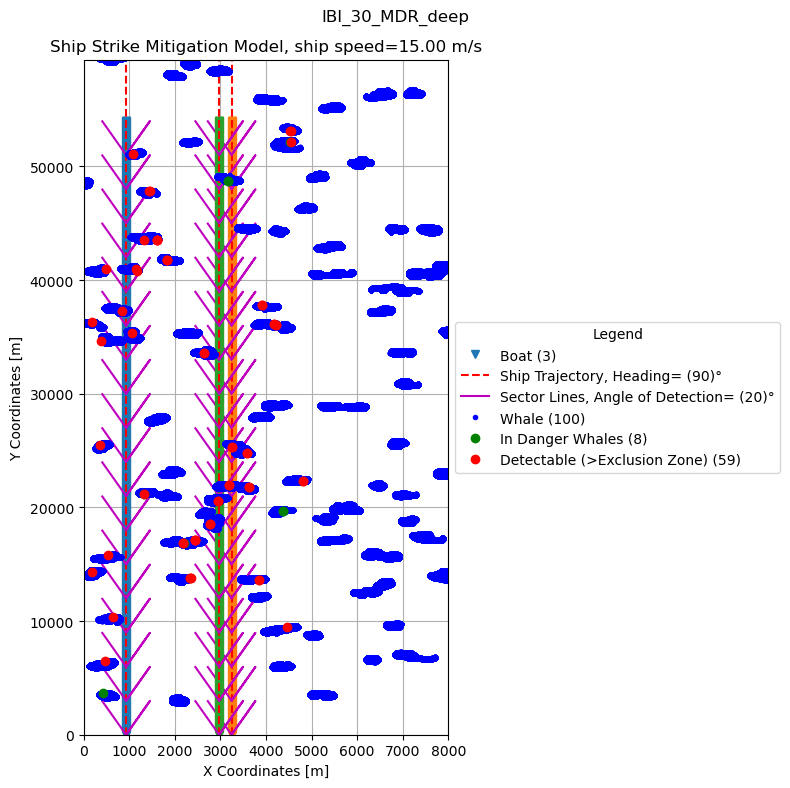 IBI_30_MDR_deep
Ship Strike Mitigation Model, ship speed=15.00 m/s
Y Coordinates [m]
50000
40000
30000
20000
10000
0
0 1000 2000 3000 4000 5000 6000 7000 8000
X Coordinates [m]
Legend
Boat (3)
Ship Trajectory, Heading= (90)°
Sector Lines, Angle of Detection= (20)°
Whale (100)
In Danger Whales (8)
Detectable (>Exclusion Zone) (59)